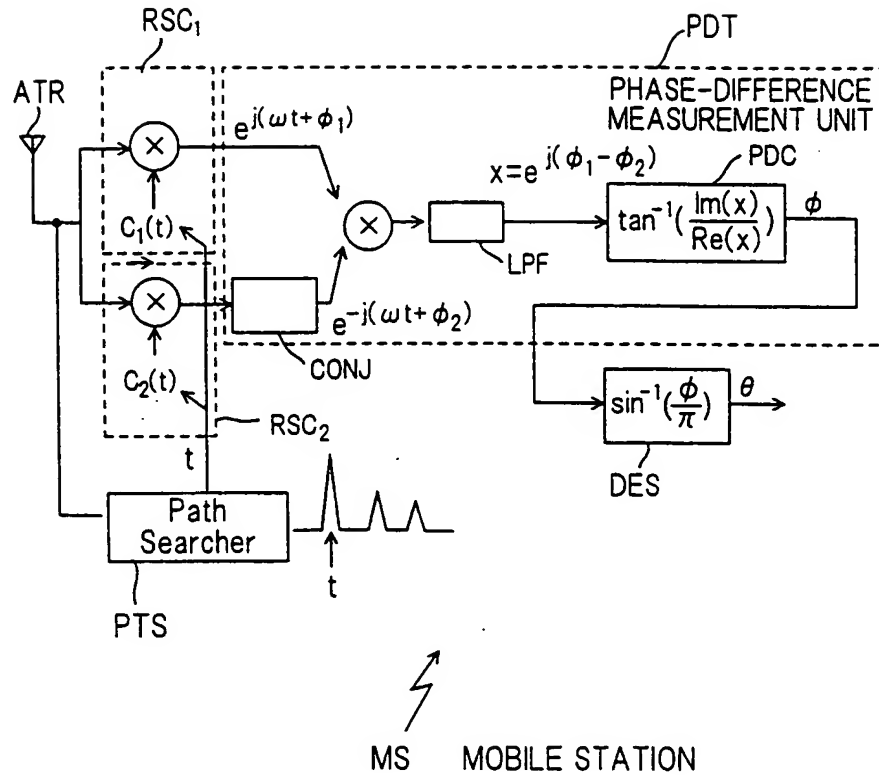 RSC₁
PDT
ATR
PHASE-DIFFERENCE
MEASUREMENT UNIT
e^{j(ωt+ϕ₁)}
x=e^{j(ϕ₁-ϕ₂)}
PDC
tan⁻¹(Im(x)/Re(x))
ϕ
C₁(t)
LPF
e^{-j(ωt+ϕ₂)}
CONJ
C₂(t)
RSC₂
sin⁻¹(ϕ/π)
θ
DES
t
Path
Searcher
t
PTS
MS MOBILE STATION